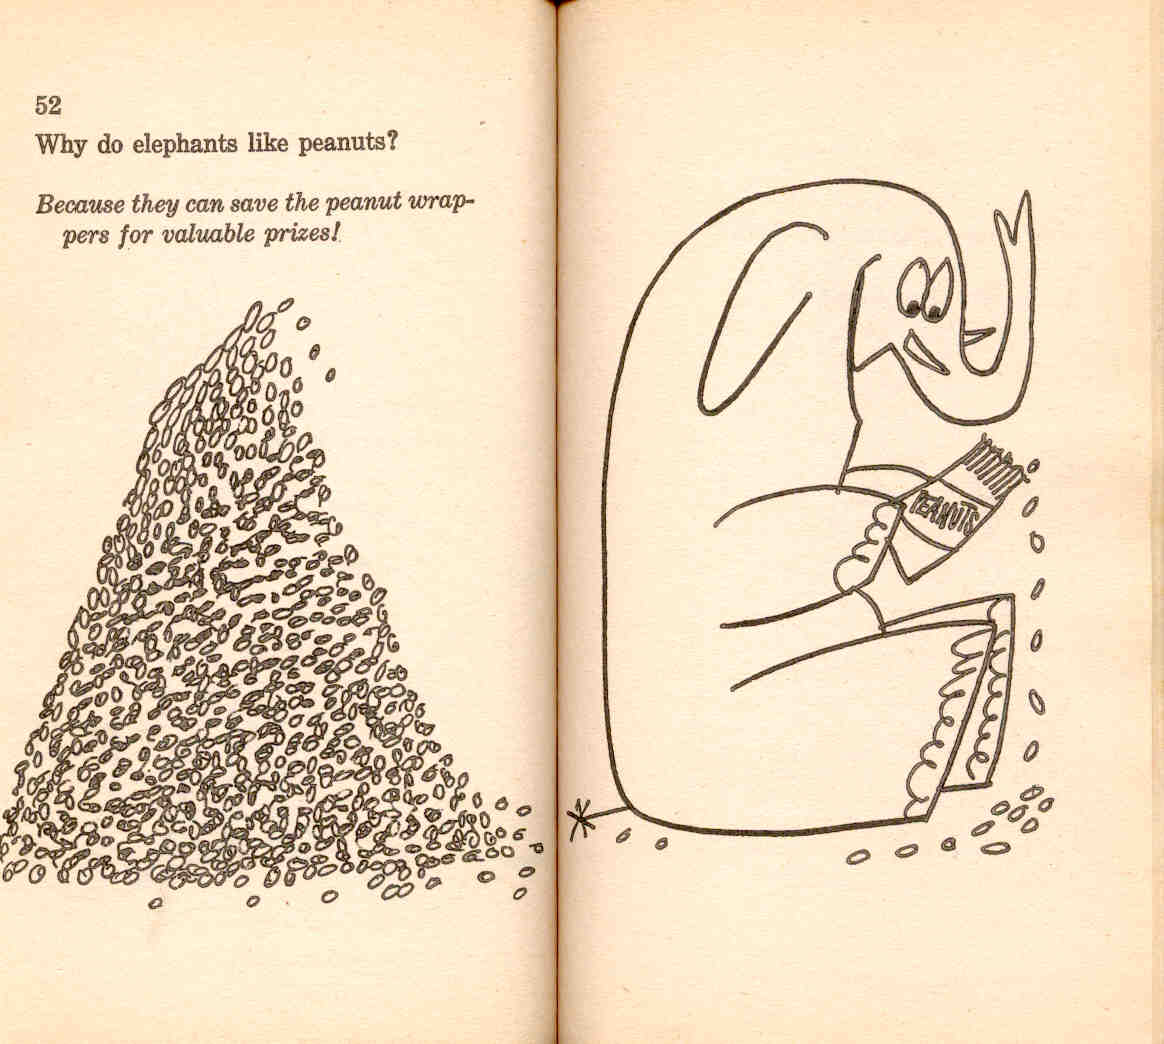 52
Why do elephants like peanuts?
Because they can save the peanut wrap-
pers for valuable prizes!
PEANUTS